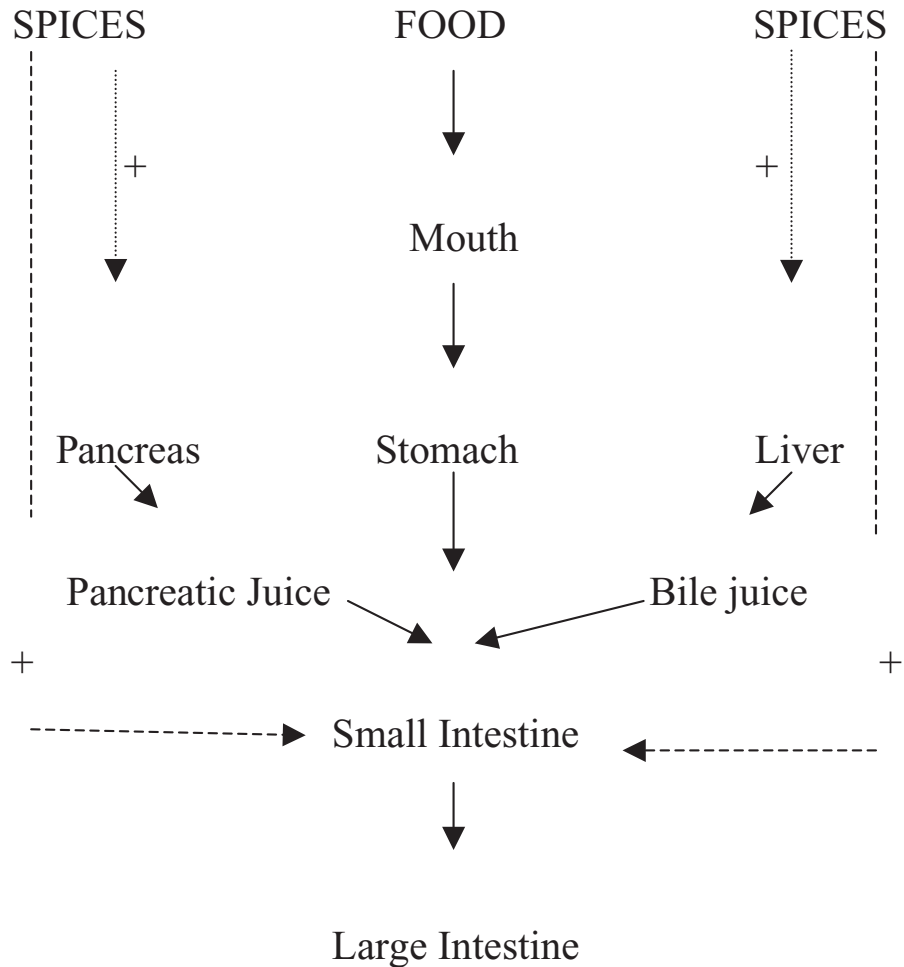 SPICES FOOD SPICES
+ +
Mouth
Pancreas Stomach Liver
Pancreatic Juice Bile juice
+ +
Small Intestine
Large Intestine